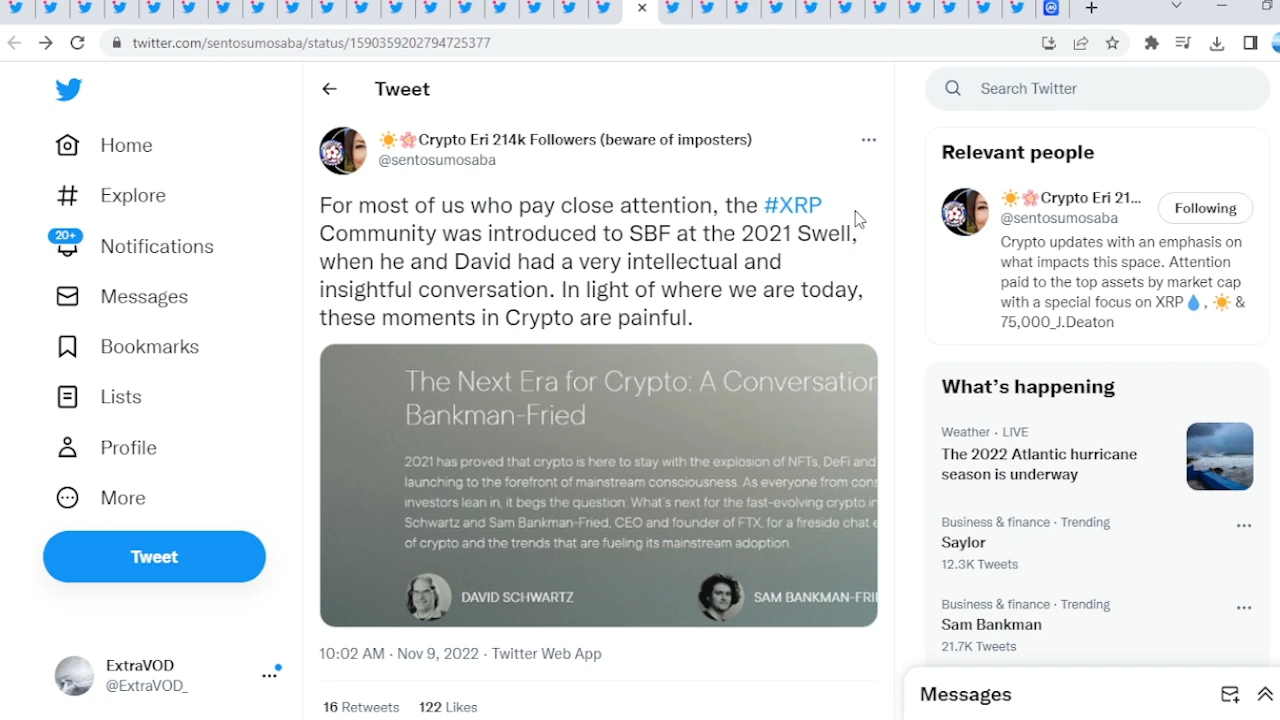 twitter.com/sentosumosaba/status/1590359202794725377
Home
Explore
20+
Notifications
Messages
Bookmarks
Lists
Profile
More
Tweet
ExtraVOD
@ExtraVOD_
Tweet
☀️🌸Crypto Eri 214k Followers (beware of imposters)
@sentosumosaba
For most of us who pay close attention, the #XRP
Community was introduced to SBF at the 2021 Swell,
when he and David had a very intellectual and
insightful conversation. In light of where we are today,
these moments in Crypto are painful.
The Next Era for Crypto: A Conversation
Bankman-Fried
2021 has proved that crypto is here to stay with the explosion of NFTs, DeFi and
launching to the forefront of mainstream consciousness. As everyone from cons
investors lean in, it begs the question: What's next for the fast-evolving crypto in
Schwartz and Sam Bankman-Fried, CEO and founder of FTX, for a fireside chat e
of crypto and the trends that are fueling its mainstream adoption.
DAVID SCHWARTZ
SAM BANKMAN-FRI
10:02 AM · Nov 9, 2022 · Twitter Web App
16 Retweets 122 Likes
Search Twitter
Relevant people
☀️🌸Crypto Eri 21...
@sentosumosaba
Following
Crypto updates with an emphasis on
what impacts this space. Attention
paid to the top assets by market cap
with a special focus on XRP💧, ☀️ &
75,000_J.Deaton
What's happening
Weather · LIVE
The 2022 Atlantic hurricane
season is underway
Business & finance · Trending
Saylor
12.3K Tweets
Business & finance · Trending
Sam Bankman
21.7K Tweets
Messages